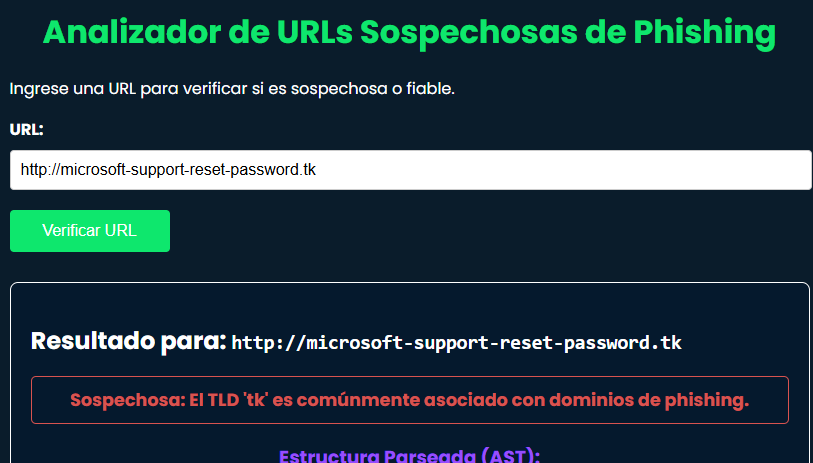 Analizador de URLs Sospechosas de Phishing
Ingrese una URL para verificar si es sospechosa o fiable.
URL:
http://microsoft-support-reset-password.tk
Verificar URL
Resultado para: http://microsoft-support-reset-password.tk
Sospechosa: El TLD 'tk' es comúnmente asociado con dominios de phishing.
Estructura Parseada (AST):